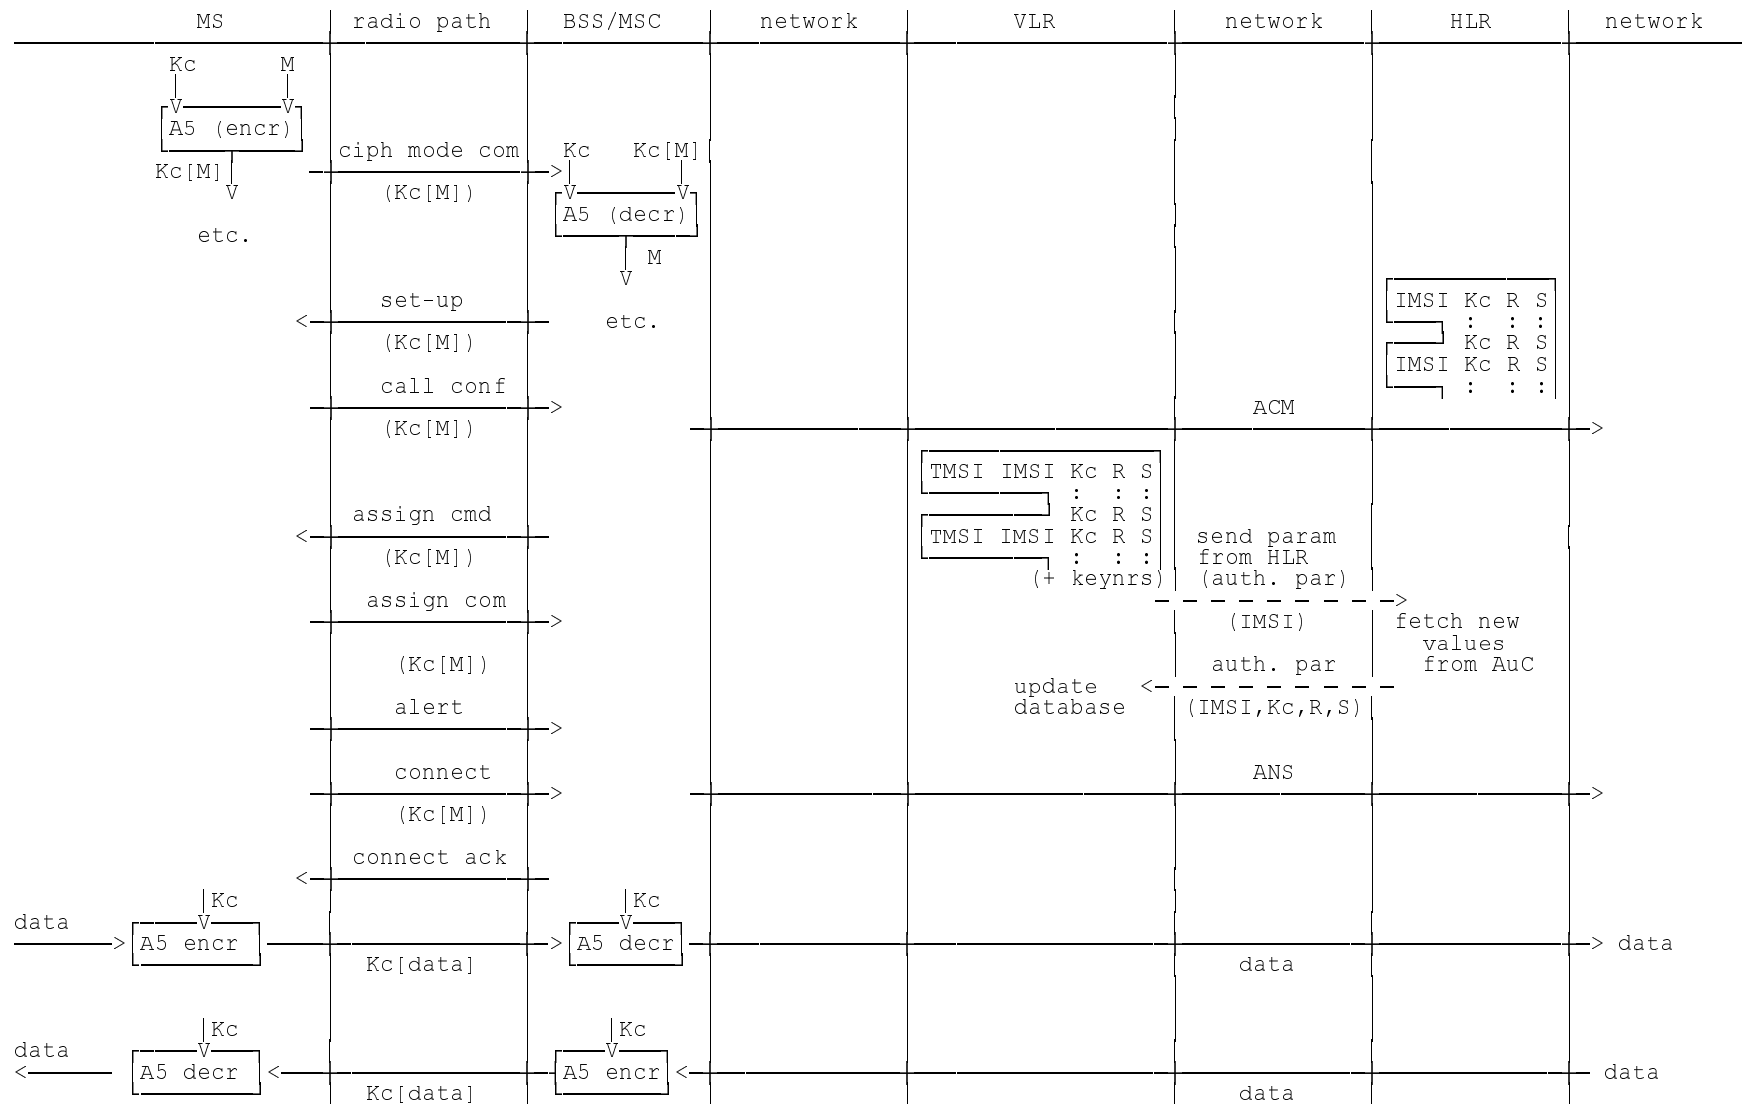 MS radio path BSS/MSC network VLR network HLR network
Kc M
V V
A5 (encr)
ciph mode com Kc Kc[M]
Kc[M] >
V (Kc[M]) V V
A5 (decr)
etc.
M
V
set-up IMSI Kc R S
< etc. : : :
(Kc[M]) Kc R S
IMSI Kc R S
call conf : : :
> ACM
(Kc[M]) >
TMSI IMSI Kc R S
: : :
assign cmd Kc R S
< TMSI IMSI Kc R S send param
(Kc[M]) : : : from HLR
(+ keynrs) (auth. par)
assign com >
> (IMSI) fetch new
values
(Kc[M]) auth. par from AuC
update <
alert database (IMSI,Kc,R,S)
>
connect ANS
> >
(Kc[M])
connect ack
<
Kc Kc
data V V
> A5 encr > A5 decr > data
Kc[data] data
Kc Kc
data V V
< A5 decr < A5 encr < data
Kc[data] data